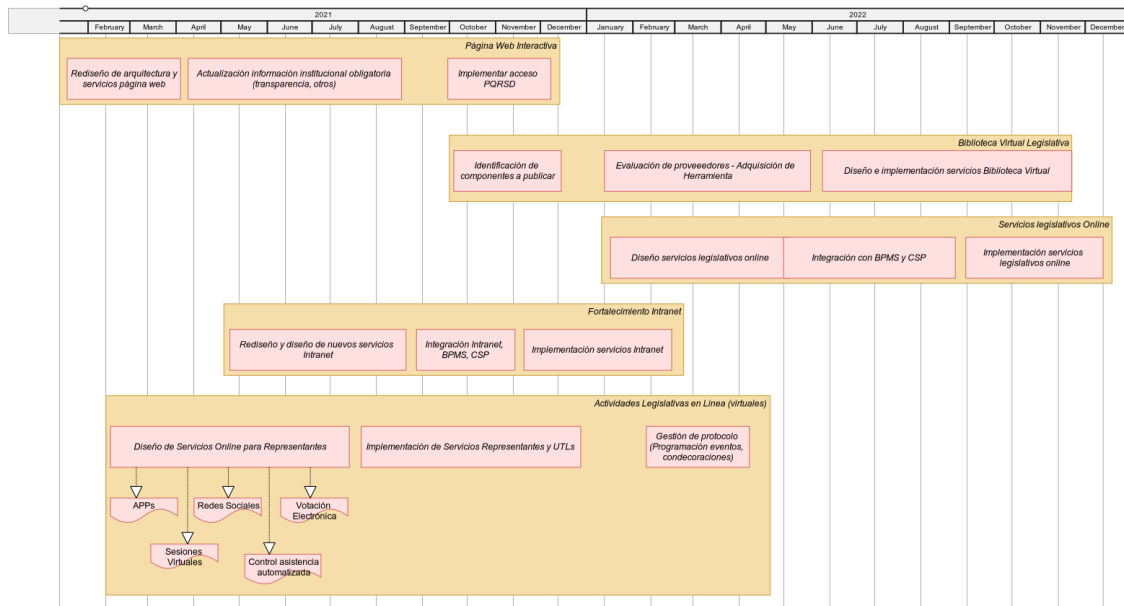 2021
2022
February
March
April
May
June
July
August
September
October
November
December
January
February
March
April
May
June
July
August
September
October
November
December
Página Web Interactiva
Rediseño de arquitectura y
servicios página web
Actualización información institucional obligatoria
(transparencia, otros)
Implementar acceso
PQRSD
Biblioteca Virtual Legislativa
Identificación de
componentes a publicar
Evaluación de proveeedores - Adquisición de
Herramienta
Diseño e implementación servicios Biblioteca Virtual
Servicios legislativos Online
Diseño servicios legislativos online
Integración con BPMS y CSP
Implementación servicios
legislativos online
Fortalecimiento Intranet
Rediseño y diseño de nuevos servicios
Intranet
Integración Intranet,
BPMS, CSP
Implementación servicios Intranet
Actividades Legislativas en Línea (virtuales)
Diseño de Servicios Online para Representantes
Implementación de Servicios Representantes y UTLs
Gestión de protocolo
(Programación eventos,
condecoraciones)
APPs
Redes Sociales
Votación
Electrónica
Sesiones
Virtuales
Control asistencia
automatizada